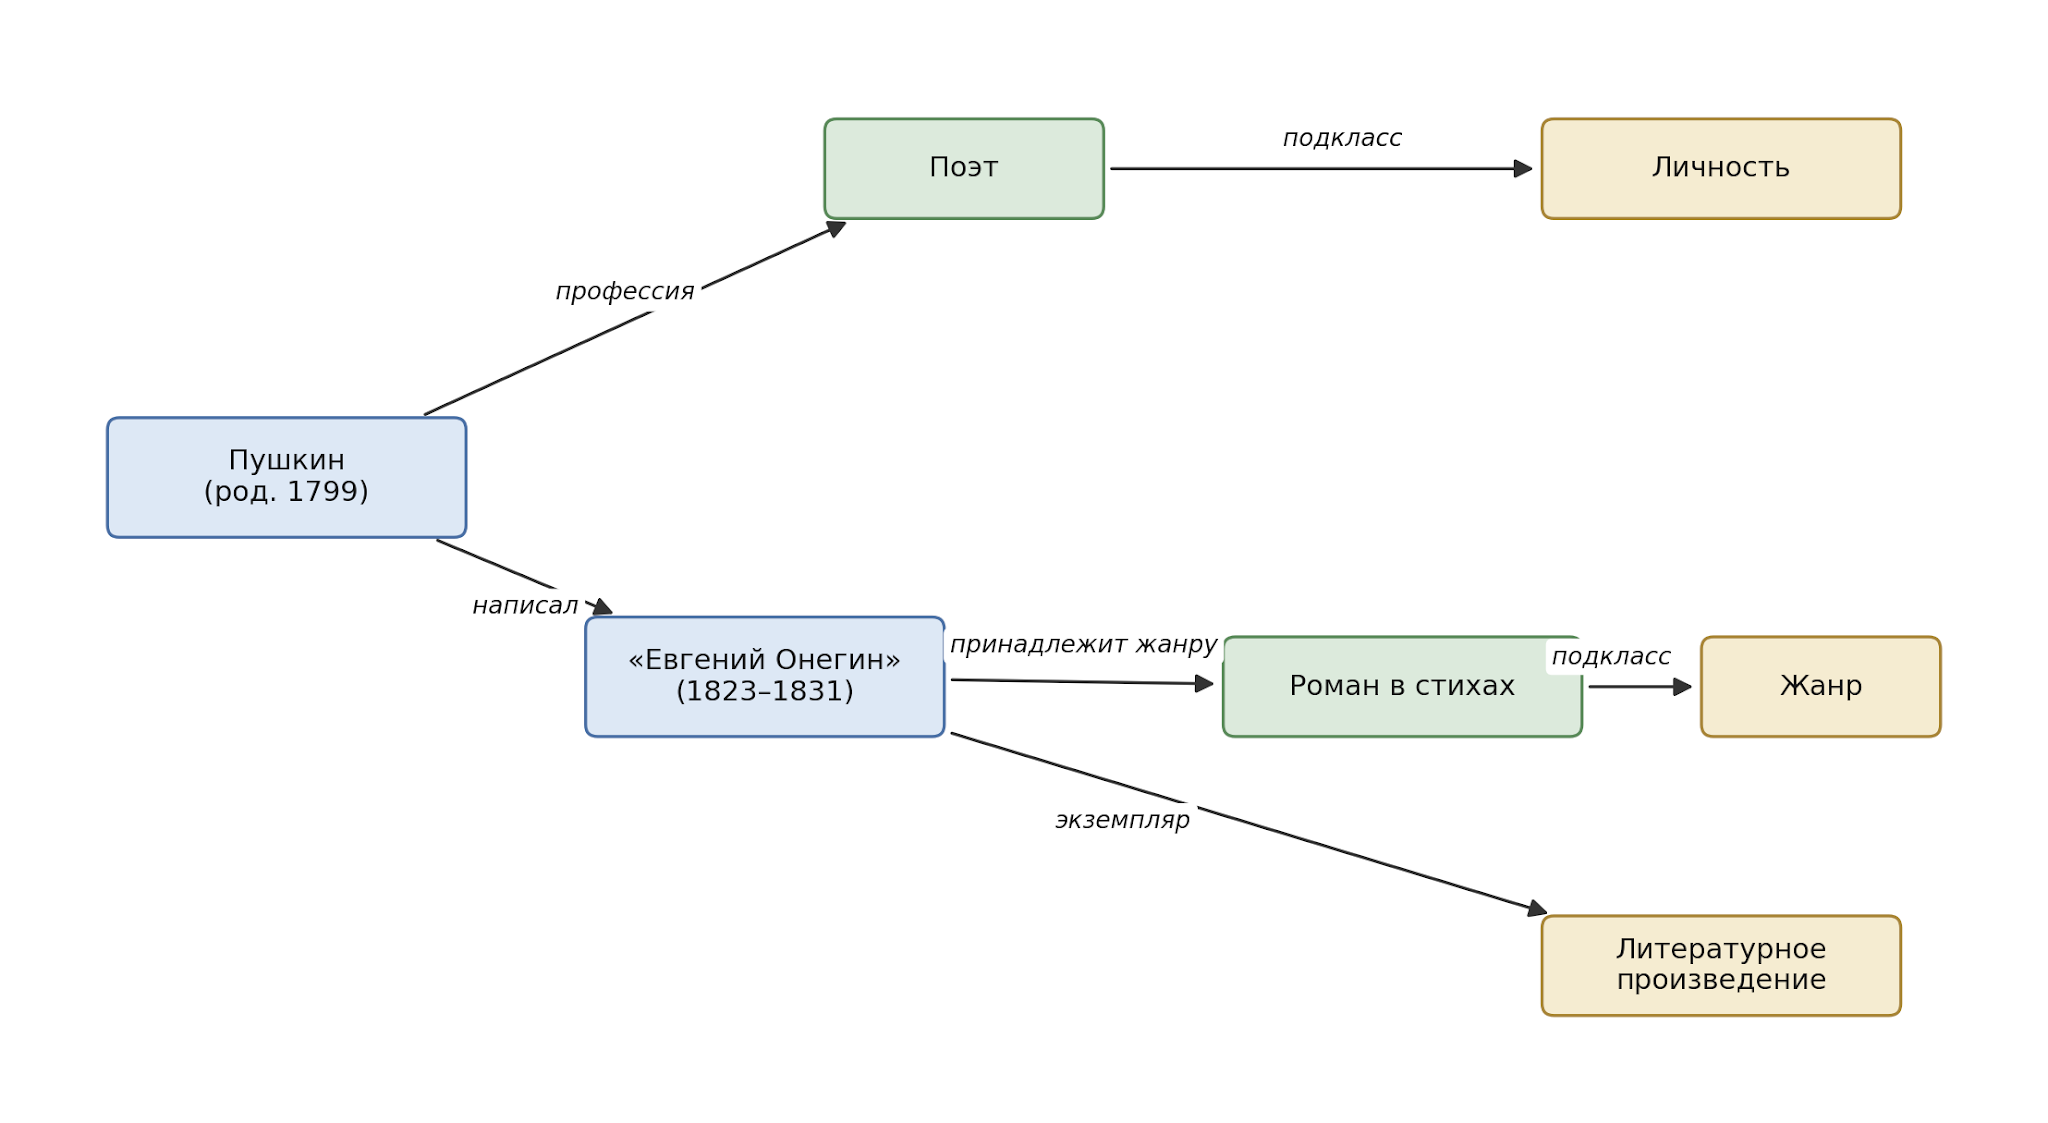 подкласс
Поэт
Личность
профессия
Пушкин
(род. 1799)
написал
«Евгений Онегин»
(1823–1831)
принадлежит жанру
Роман в стихах
подкласс
Жанр
экземпляр
Литературное
произведение